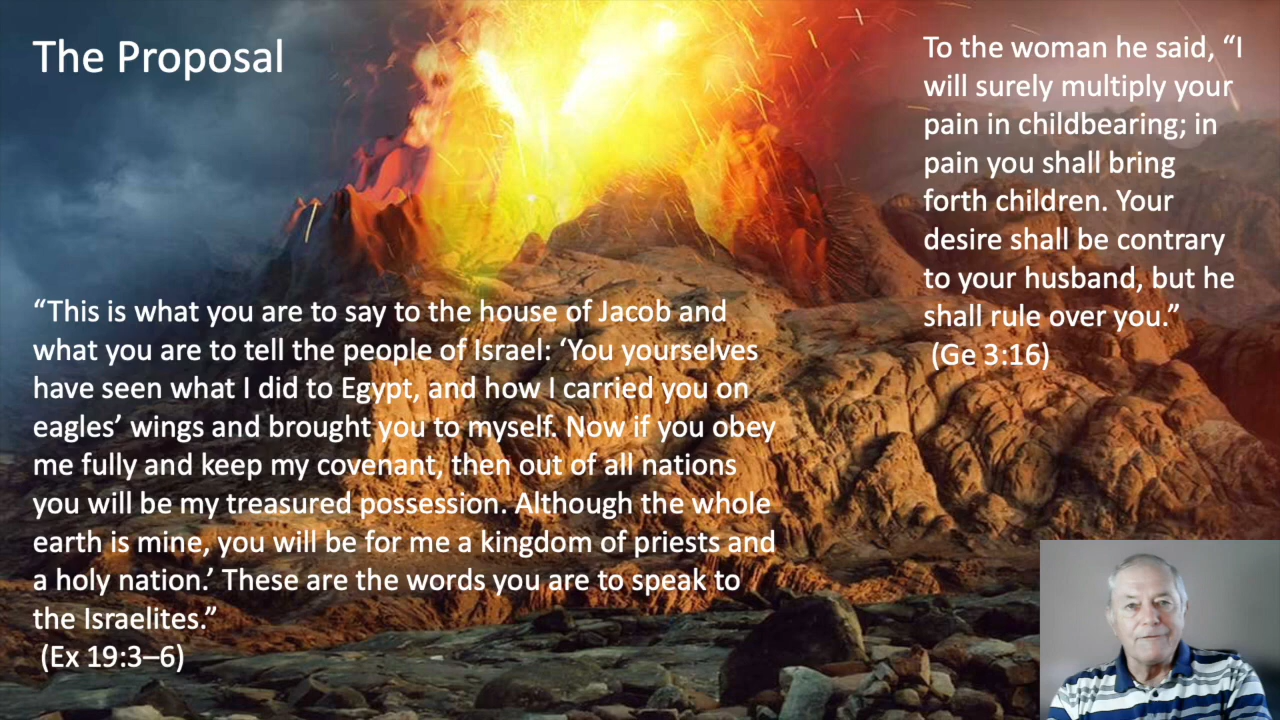 The Proposal
“This is what you are to say to the house of Jacob and
what you are to tell the people of Israel: ‘You yourselves
have seen what I did to Egypt, and how I carried you on
eagles’ wings and brought you to myself. Now if you obey
me fully and keep my covenant, then out of all nations
you will be my treasured possession. Although the whole
earth is mine, you will be for me a kingdom of priests and
a holy nation.’ These are the words you are to speak to
the Israelites.”
(Ex 19:3–6)
To the woman he said, “I
will surely multiply your
pain in childbearing; in
pain you shall bring
forth children. Your
desire shall be contrary
to your husband, but he
shall rule over you.”
(Ge 3:16)